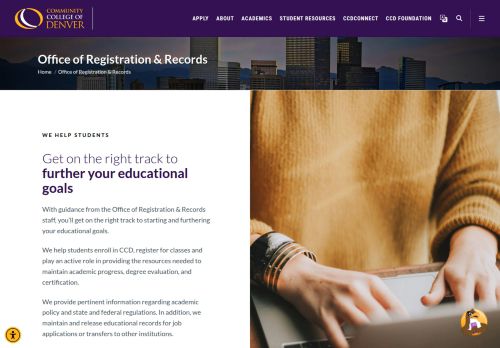 COMMUNITY
COLLEGE OF
DENVER
APPLY ABOUT ACADEMICS STUDENT RESOURCES CCDCONNECT CCD FOUNDATION
Office of Registration & Records
Home / Office of Registration & Records
WE HELP STUDENTS
Get on the right track to
further your educational
goals
With guidance from the Office of Registration & Records
staff, you'll get on the right track to starting and furthering
your educational goals.
We help students enroll in CCD, register for classes and
play an active role in providing the resources needed to
maintain academic progress, degree evaluation, and
certification.
We provide pertinent information regarding academic
policy and state and federal regulations. In addition, we
maintain and release educational records for job
applications or transfers to other institutions.